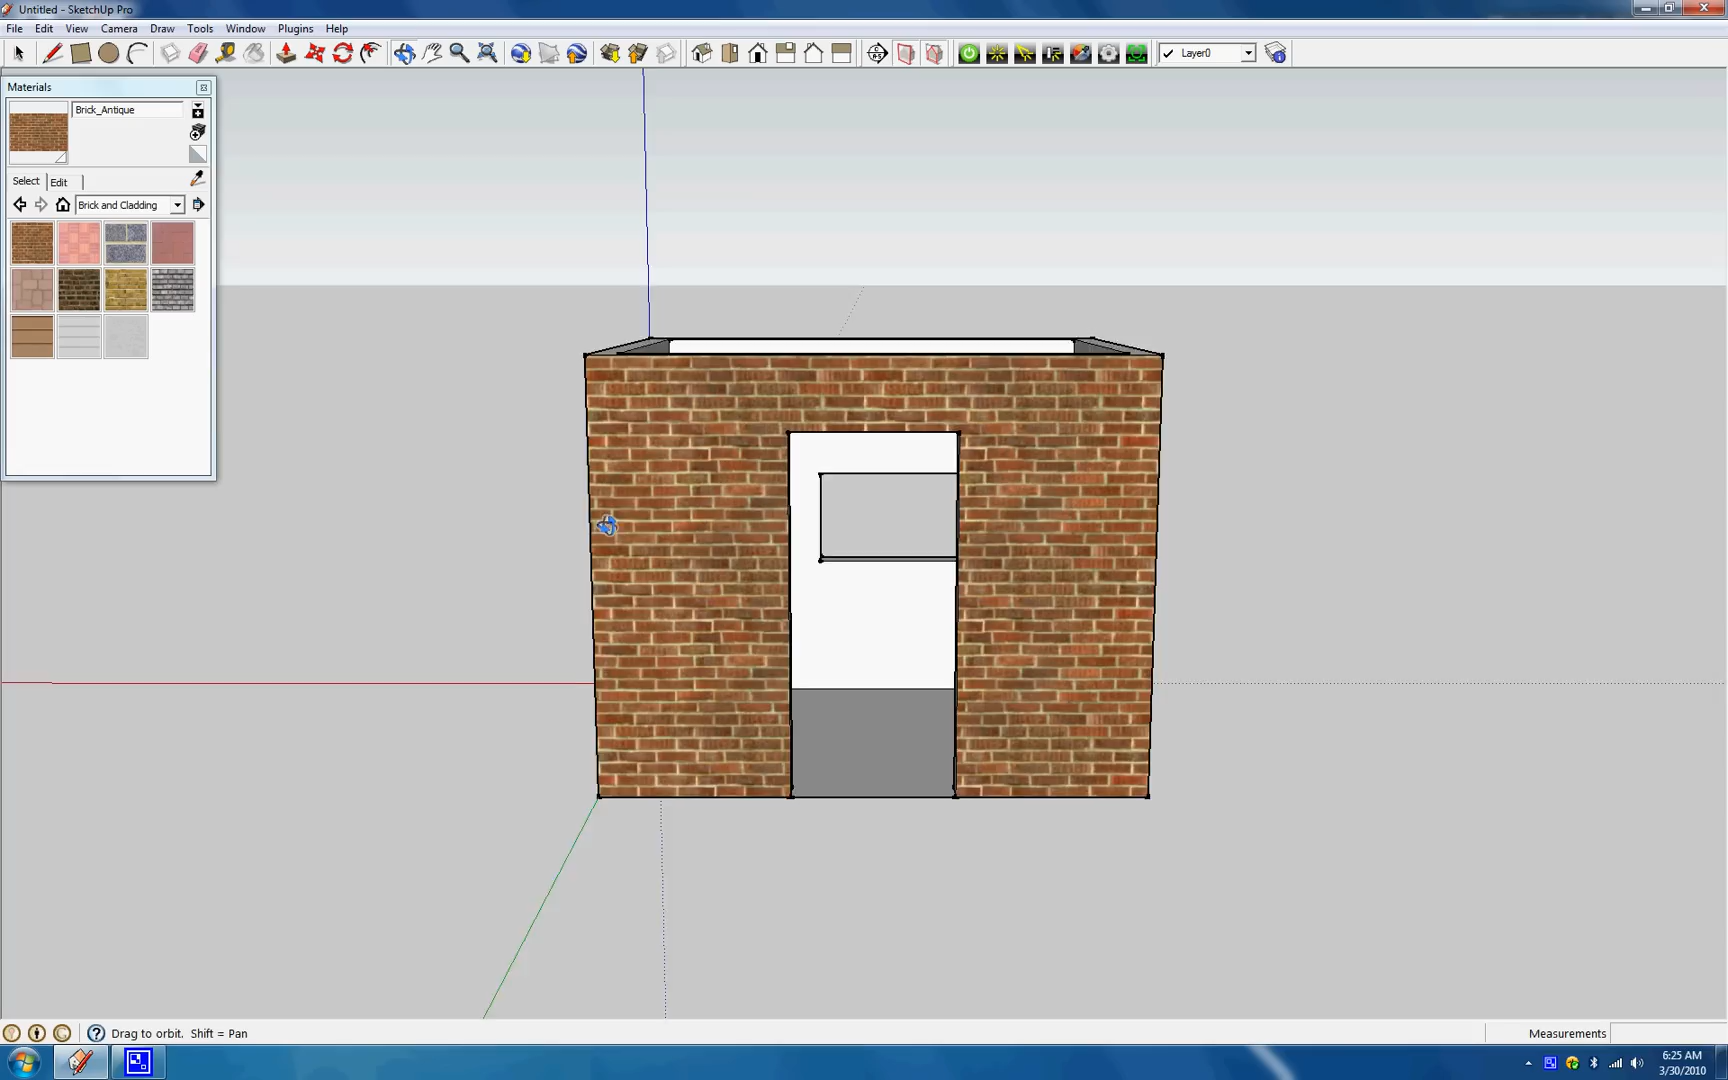 Untitled - SketchUp Pro
File Edit View Camera Draw Tools Window Plugins Help
Layer0
Materials
Brick_Antique
Select Edit
Brick and Cladding
Drag to orbit. Shift = Pan
Measurements
6:25 AM
3/30/2010